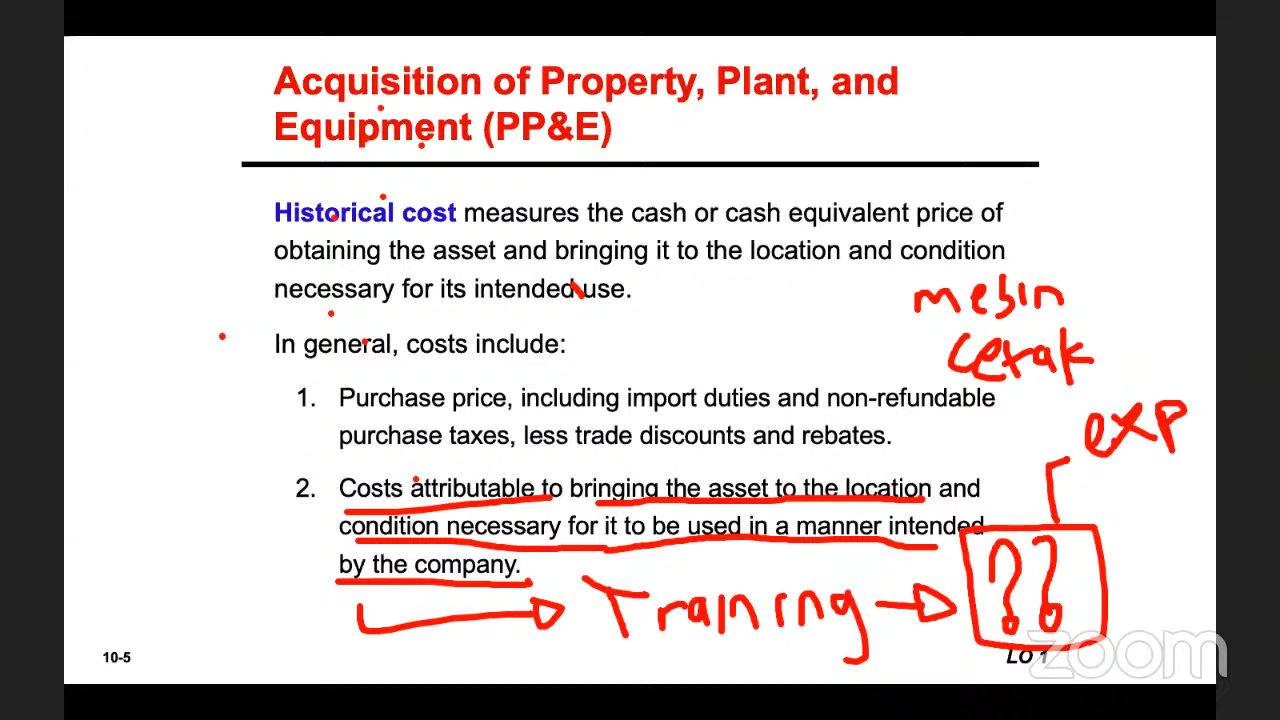 Acquisition of Property, Plant, and
Equipment (PP&E)
Historical cost measures the cash or cash equivalent price of
obtaining the asset and bringing it to the location and condition
necessary for its intended use.
mesin
cetak
In general, costs include:
1. Purchase price, including import duties and non-refundable
purchase taxes, less trade discounts and rebates.
exp
2. Costs attributable to bringing the asset to the location and
condition necessary for it to be used in a manner intended
by the company.
Training
??
10-5
LO 1
zoom